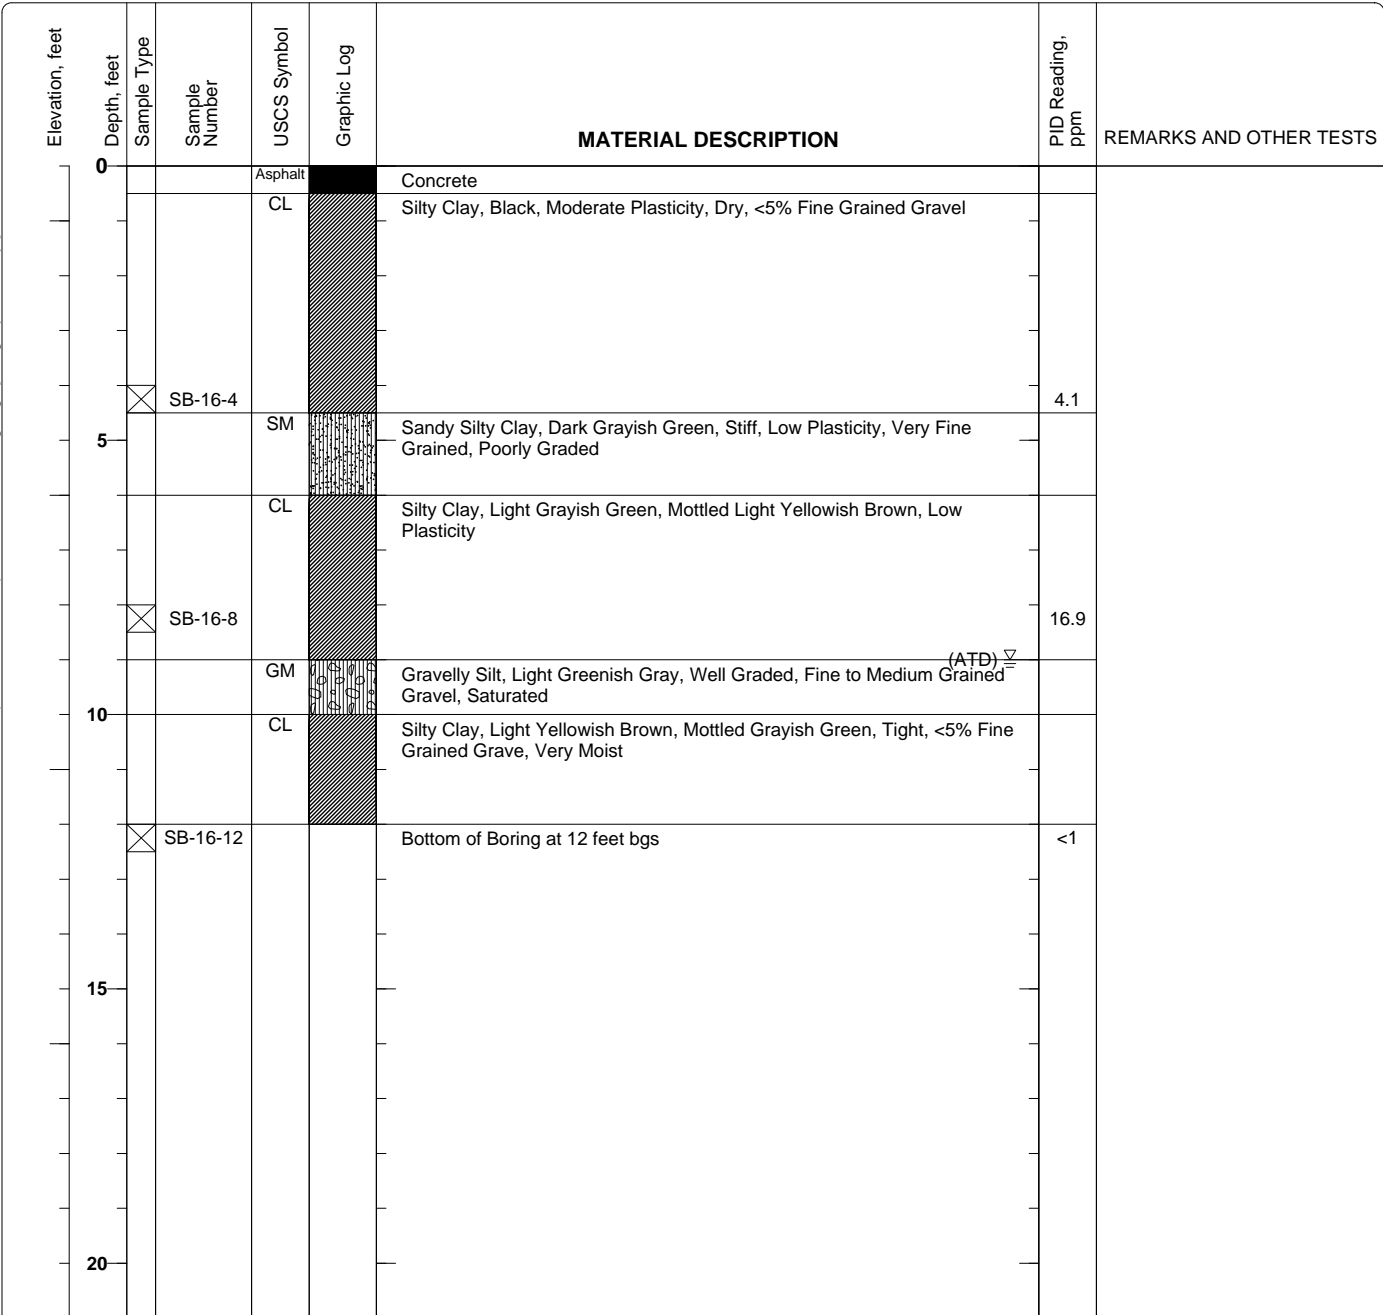 Elevation, feet
Depth, feet
Sample Type
Sample
Number
USCS Symbol
Graphic Log
MATERIAL DESCRIPTION
PID Reading,
ppm
REMARKS AND OTHER TESTS
0
Asphalt
Concrete
CL
Silty Clay, Black, Moderate Plasticity, Dry, <5% Fine Grained Gravel
SB-16-4
4.1
SM
Sandy Silty Clay, Dark Grayish Green, Stiff, Low Plasticity, Very Fine
Grained, Poorly Graded
5
CL
Silty Clay, Light Grayish Green, Mottled Light Yellowish Brown, Low
Plasticity
SB-16-8
16.9
(ATD)
GM
Gravelly Silt, Light Greenish Gray, Well Graded, Fine to Medium Grained
Gravel, Saturated
10
CL
Silty Clay, Light Yellowish Brown, Mottled Grayish Green, Tight, <5% Fine
Grained Grave, Very Moist
SB-16-12
Bottom of Boring at 12 feet bgs
<1
15
20